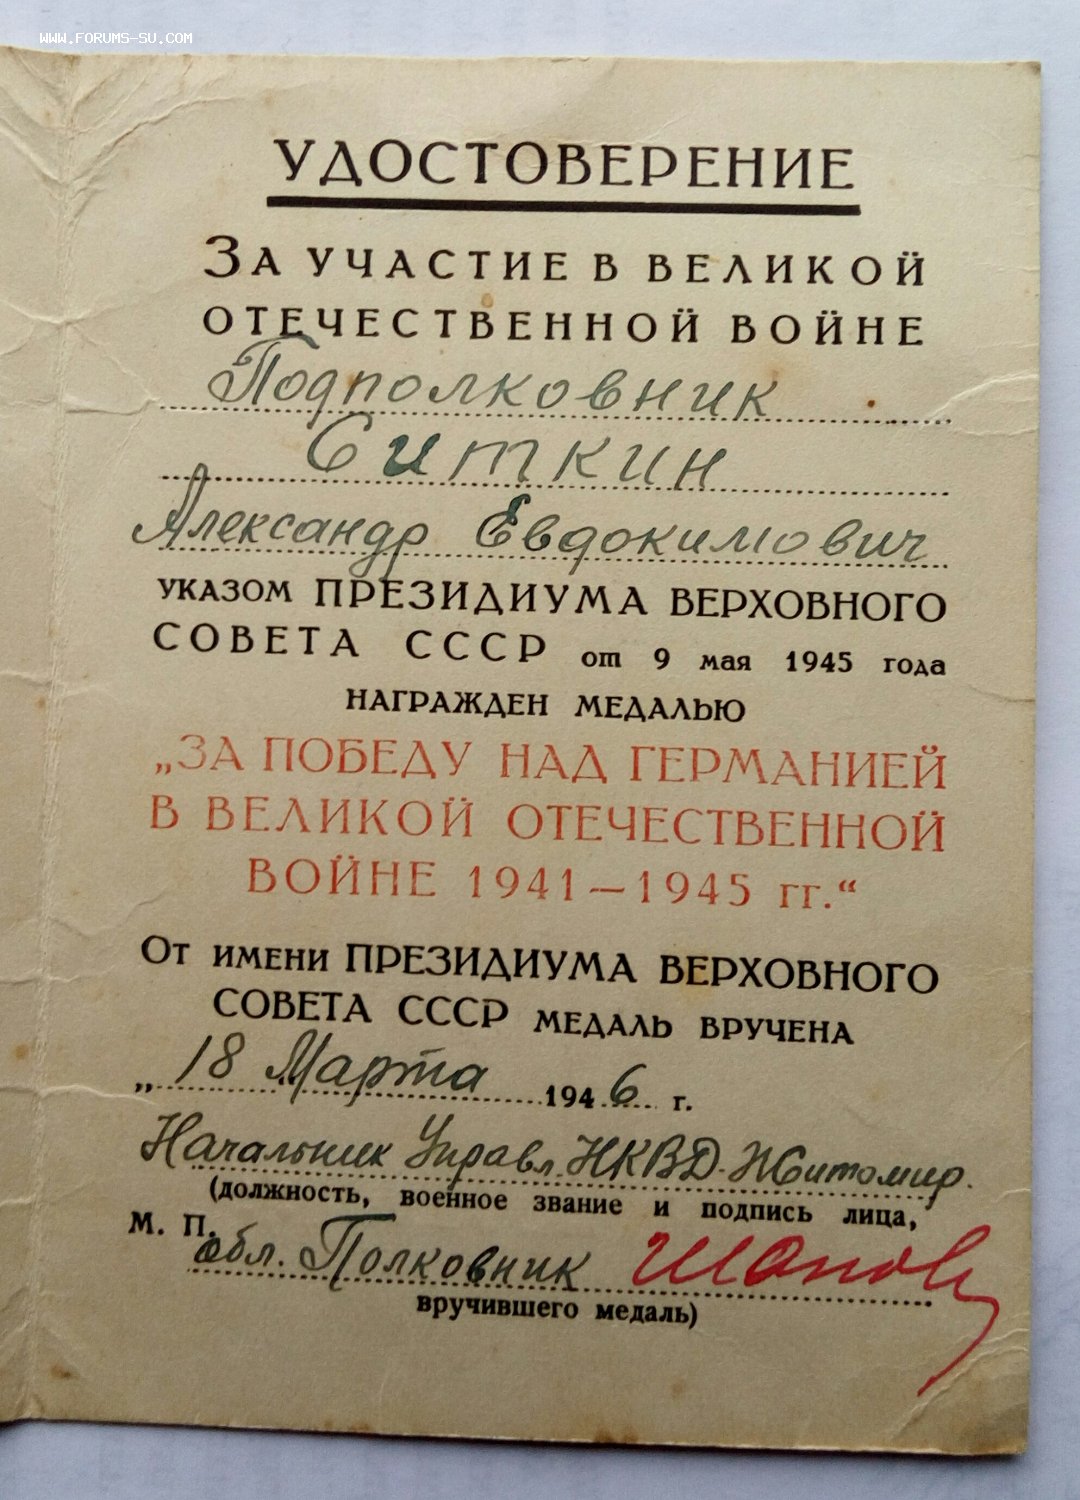 WWW.FORUMS-SU.COM
УДОСТОВЕРЕНИЕ
ЗА УЧАСТИЕ В ВЕЛИКОЙ
ОТЕЧЕСТВЕННОЙ ВОЙНЕ
Подполковник
Ситкин
Александр Евдокимович
УКАЗОМ ПРЕЗИДИУМА ВЕРХОВНОГО
СОВЕТА СССР от 9 мая 1945 года
НАГРАЖДЕН МЕДАЛЬЮ
„ЗА ПОБЕДУ НАД ГЕРМАНИЕЙ
В ВЕЛИКОЙ ОТЕЧЕСТВЕННОЙ
ВОЙНЕ 1941—1945 гг.“
ОТ ИМЕНИ ПРЕЗИДИУМА ВЕРХОВНОГО
СОВЕТА СССР МЕДАЛЬ ВРУЧЕНА
„18“ Марта 1946 г.
Начальник Управл. НКВД Житомир.
(должность, военное звание и подпись лица,
М. П.
обл. Полковник
вручившего медаль)